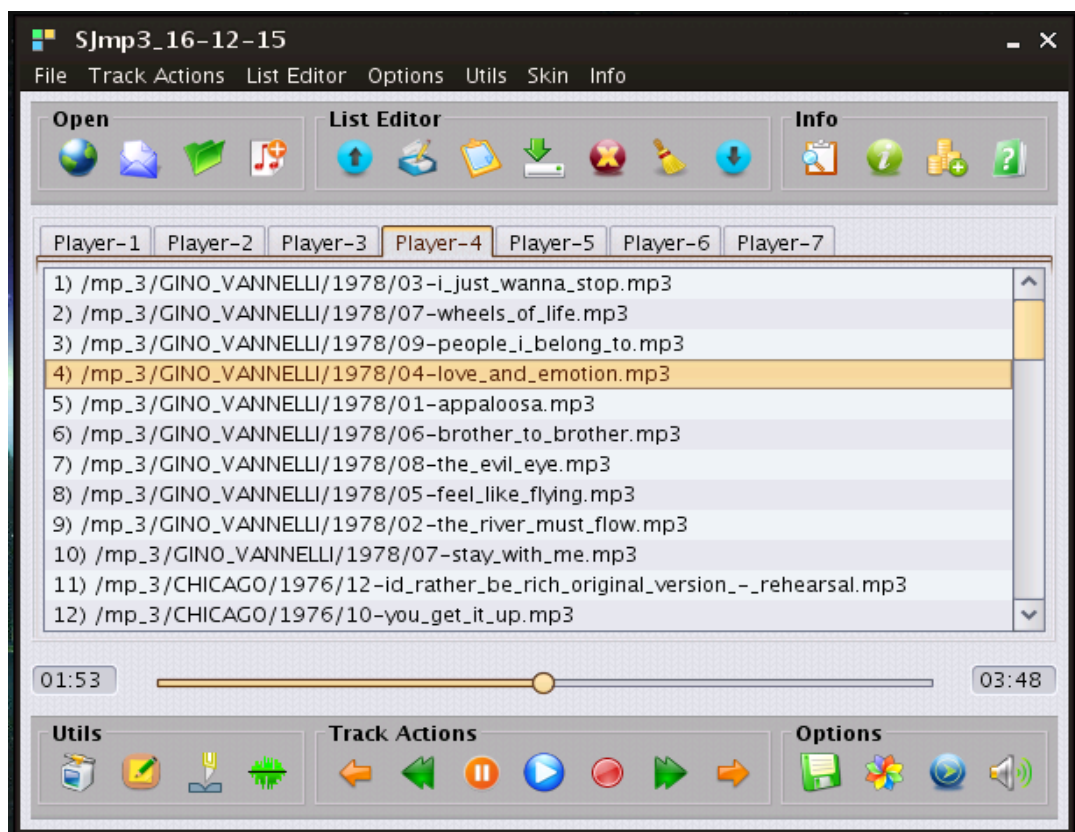 SJmp3_16-12-15
File Track Actions List Editor Options Utils Skin Info
Open List Editor Info
Player-1 Player-2 Player-3 Player-4 Player-5 Player-6 Player-7
1) /mp_3/GINO_VANNELLI/1978/03-i_just_wanna_stop.mp3
2) /mp_3/GINO_VANNELLI/1978/07-wheels_of_life.mp3
3) /mp_3/GINO_VANNELLI/1978/09-people_i_belong_to.mp3
4) /mp_3/GINO_VANNELLI/1978/04-love_and_emotion.mp3
5) /mp_3/GINO_VANNELLI/1978/01-appaloosa.mp3
6) /mp_3/GINO_VANNELLI/1978/06-brother_to_brother.mp3
7) /mp_3/GINO_VANNELLI/1978/08-the_evil_eye.mp3
8) /mp_3/GINO_VANNELLI/1978/05-feel_like_flying.mp3
9) /mp_3/GINO_VANNELLI/1978/02-the_river_must_flow.mp3
10) /mp_3/GINO_VANNELLI/1978/07-stay_with_me.mp3
11) /mp_3/CHICAGO/1976/12-id_rather_be_rich_original_version_-_rehearsal.mp3
12) /mp_3/CHICAGO/1976/10-you_get_it_up.mp3
01:53 03:48
Utils Track Actions Options